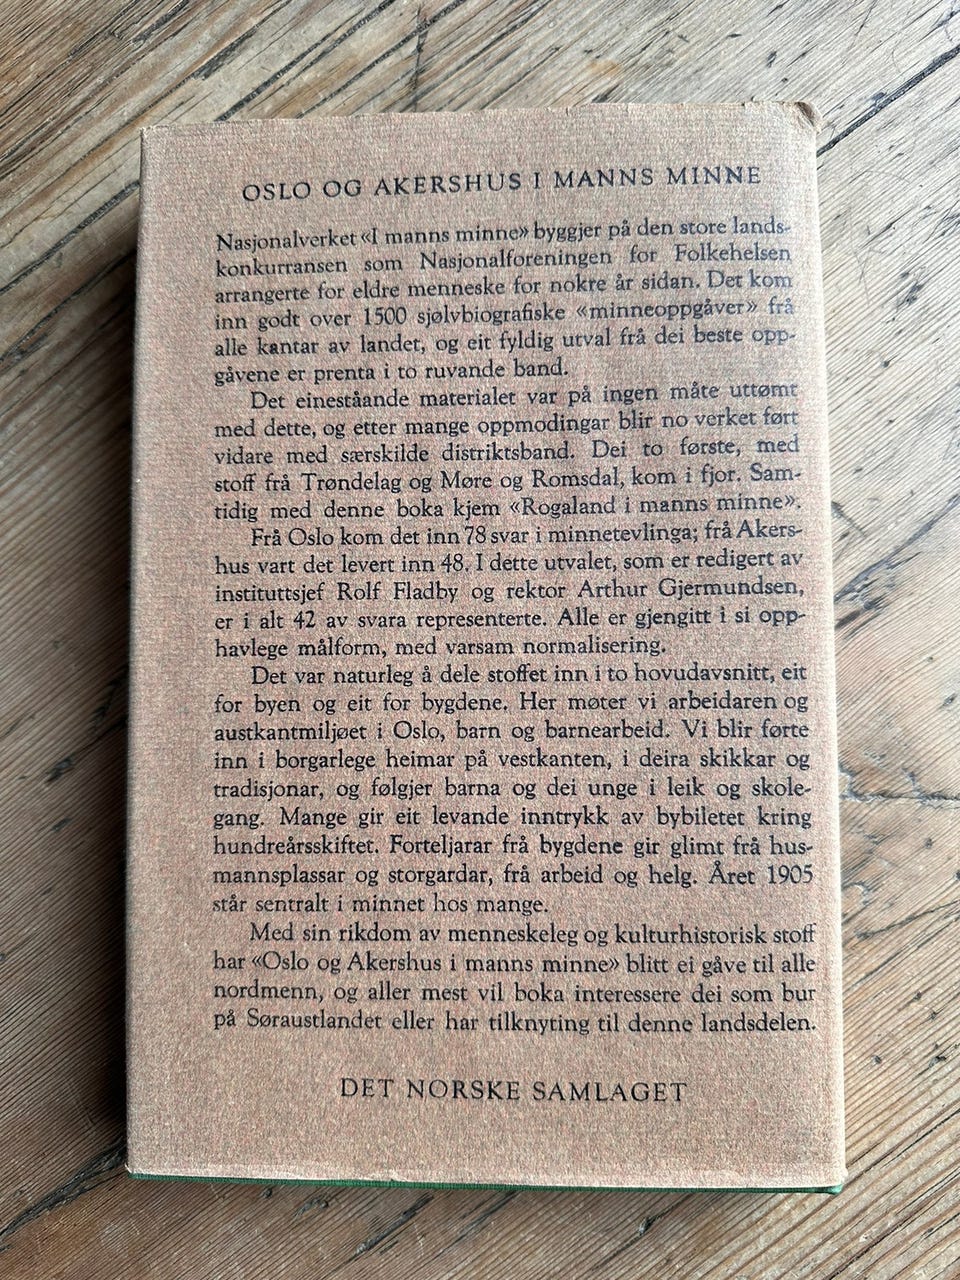 OSLO OG AKERSHUS I MANNS MINNE
Nasjonalverket «I manns minne» byggjer på den store lands-
konkurransen som Nasjonalforeningen for Folkehelsen
arrangerte for eldre menneske for nokre år sidan. Det kom
inn godt over 1500 sjølvbiografiske «minneoppgåver» frå
alle kantar av landet, og eit fyldig utval frå dei beste opp-
gåvene er prenta i to ruvande band.
Det eineståande materialet var på ingen måte uttømt
med dette, og etter mange oppmodingar blir no verket ført
vidare med særskilde distriktsband. Dei to første, med
stoff frå Trøndelag og Møre og Romsdal, kom i fjor. Sam-
tidig med denne boka kjem «Rogaland i manns minne».
Frå Oslo kom det inn 78 svar i minnetevlinga; frå Akers-
hus vart det levert inn 48. I dette utvalet, som er redigert av
instituttsjef Rolf Fladby og rektor Arthur Gjermundsen,
er i alt 42 av svara representerte. Alle er gjengitt i si opp-
havlege målform, med varsam normalisering.
Det var naturleg å dele stoffet inn i to hovudavsnitt, eit
for byen og eit for bygdene. Her møter vi arbeidaren og
austkantmiljøet i Oslo, barn og barnearbeid. Vi blir førte
inn i borgarlege heimar på vestkanten, i deira skikkar og
tradisjonar, og følgjer barna og dei unge i leik og skole-
gang. Mange gir eit levande inntrykk av bybiletet kring
hundreårsskiftet. Forteljarar frå bygdene gir glimt frå hus-
mannsplassar og storgardar, frå arbeid og helg. Året 1905
står sentralt i minnet hos mange.
Med sin rikdom av menneskeleg og kulturhistorisk stoff
har «Oslo og Akershus i manns minne» blitt ei gåve til alle
nordmenn, og aller mest vil boka interessere dei som bur
på Søraustlandet eller har tilknyting til denne landsdelen.
DET NORSKE SAMLAGET